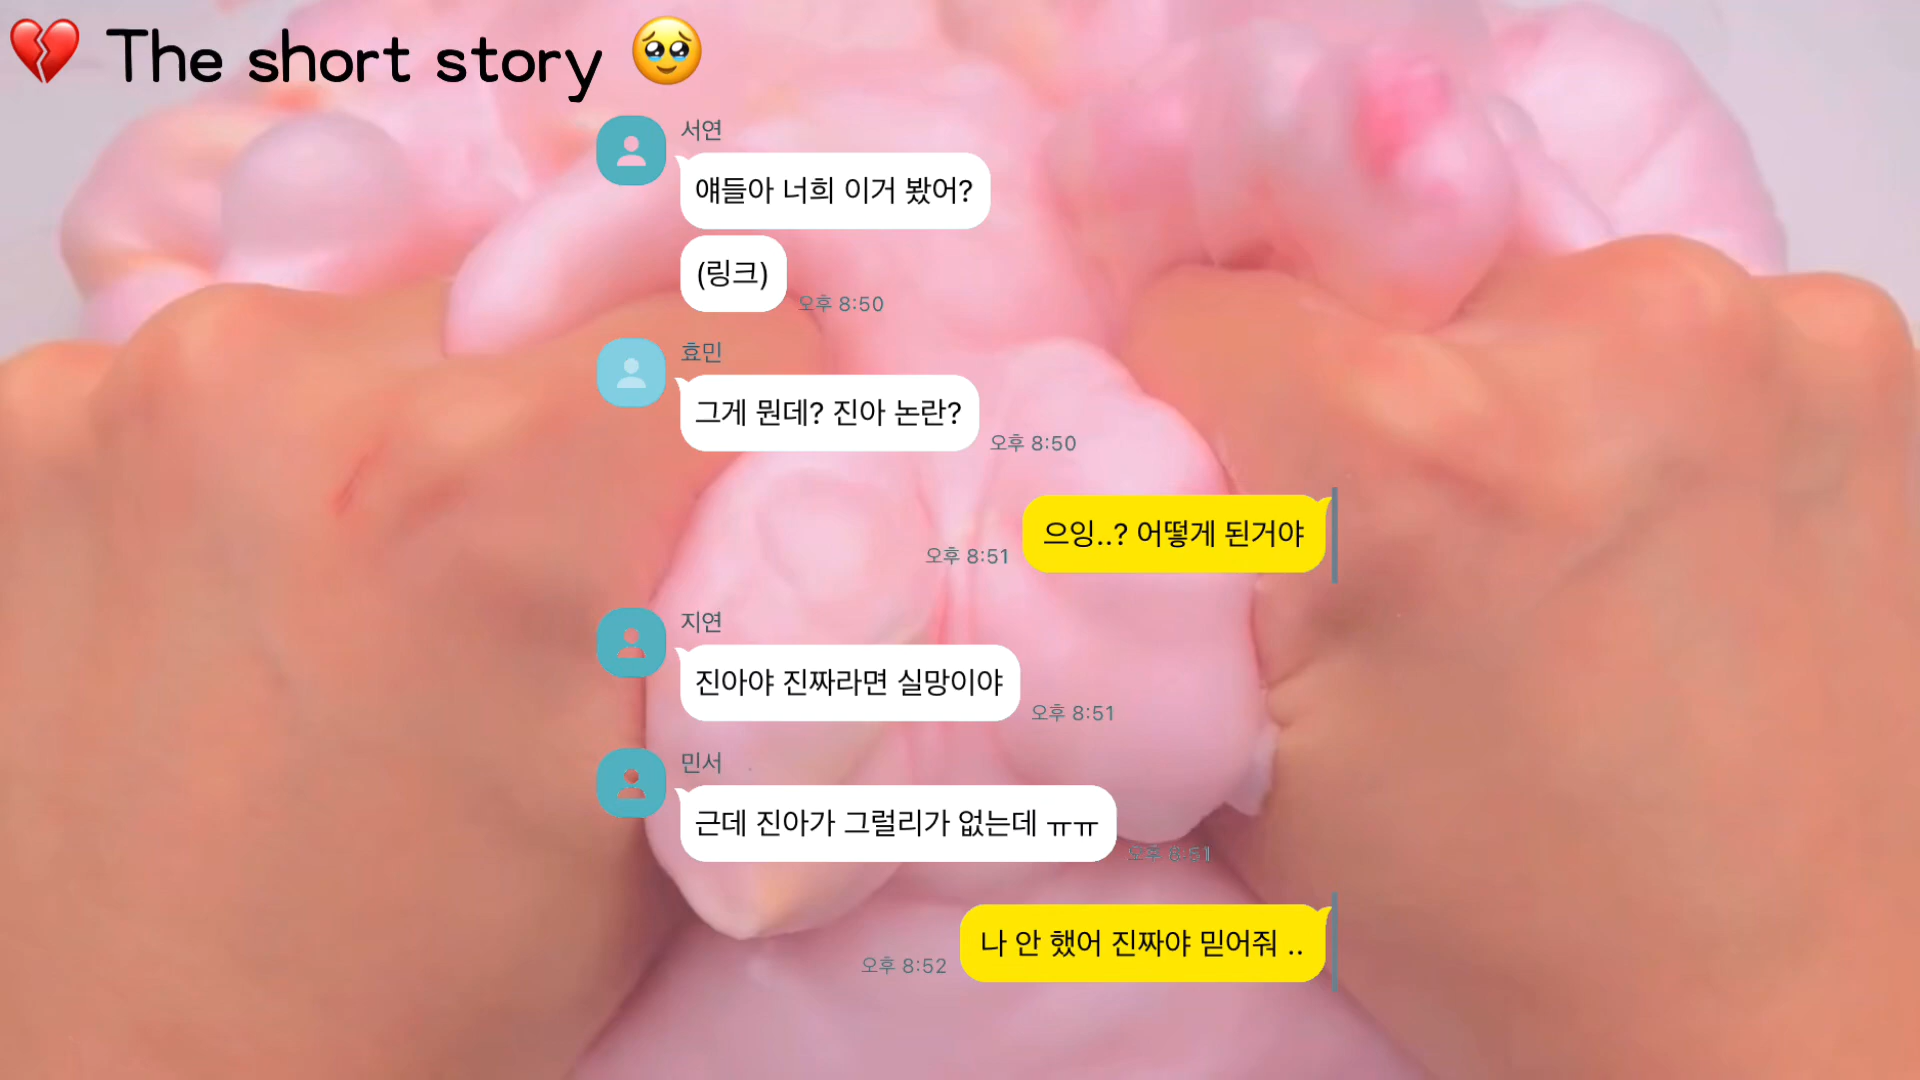 💔 The short story 🥹
서연
얘들아 너희 이거 봤어?
(링크)
오후 8:50
효민
그게 뭔데? 진아 논란?
오후 8:50
으잉..? 어떻게 된거야
오후 8:51
지연
진아야 진짜라면 실망이야
오후 8:51
민서
근데 진아가 그럴리가 없는데 ㅠㅠ
오후 8:51
나 안 했어 진짜야 믿어줘 ..
오후 8:52